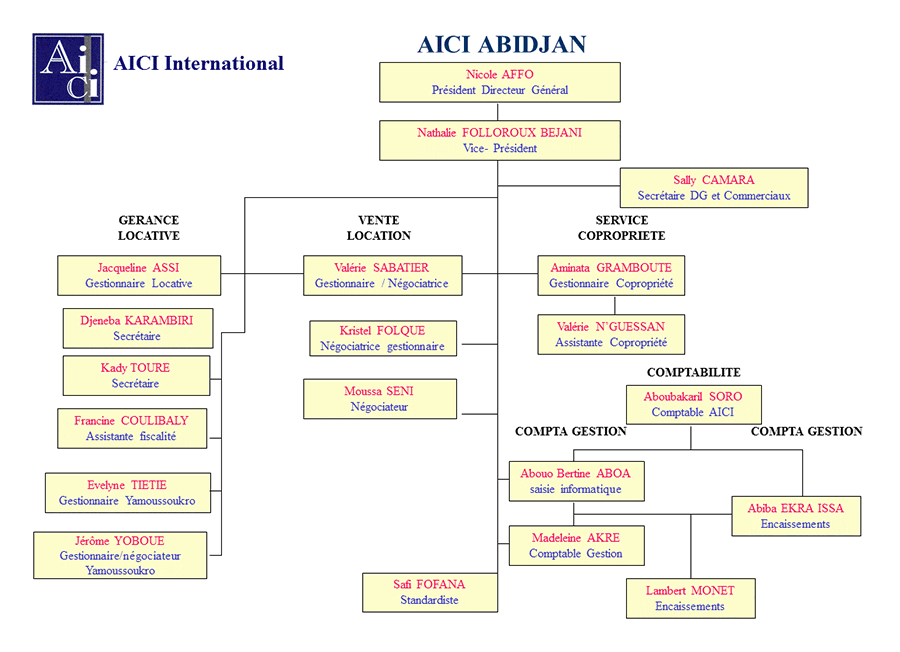 AICI ABIDJAN
Ai
Ci
AICI International
Nicole AFFO
Président Directeur Général
Nathalie FOLLOROUX BEJANI
Vice- Président
Sally CAMARA
Secrétaire DG et Commerciaux
GERANCE
LOCATIVE
VENTE
LOCATION
SERVICE
COPROPRIETE
Jacqueline ASSI
Gestionnaire Locative
Valérie SABATIER
Gestionnaire / Négociatrice
Aminata GRAMBOUTE
Gestionnaire Copropriété
Djeneba KARAMBIRI
Secrétaire
Kristel FOLQUE
Négociatrice gestionnaire
Valérie N'GUESSAN
Assistante Copropriété
Kady TOURE
Secrétaire
Moussa SENI
Négociateur
COMPTABILITE
Aboubakaril SORO
Comptable AICI
Francine COULIBALY
Assistante fiscalité
COMPTA GESTION
COMPTA GESTION
Evelyne TIETIE
Gestionnaire Yamoussoukro
Abouo Bertine ABOA
saisie informatique
Abiba EKRA ISSA
Encaissements
Jérôme YOBOUE
Gestionnaire/négociateur
Yamoussoukro
Madeleine AKRE
Comptable Gestion
Safi FOFANA
Standardiste
Lambert MONET
Encaissements